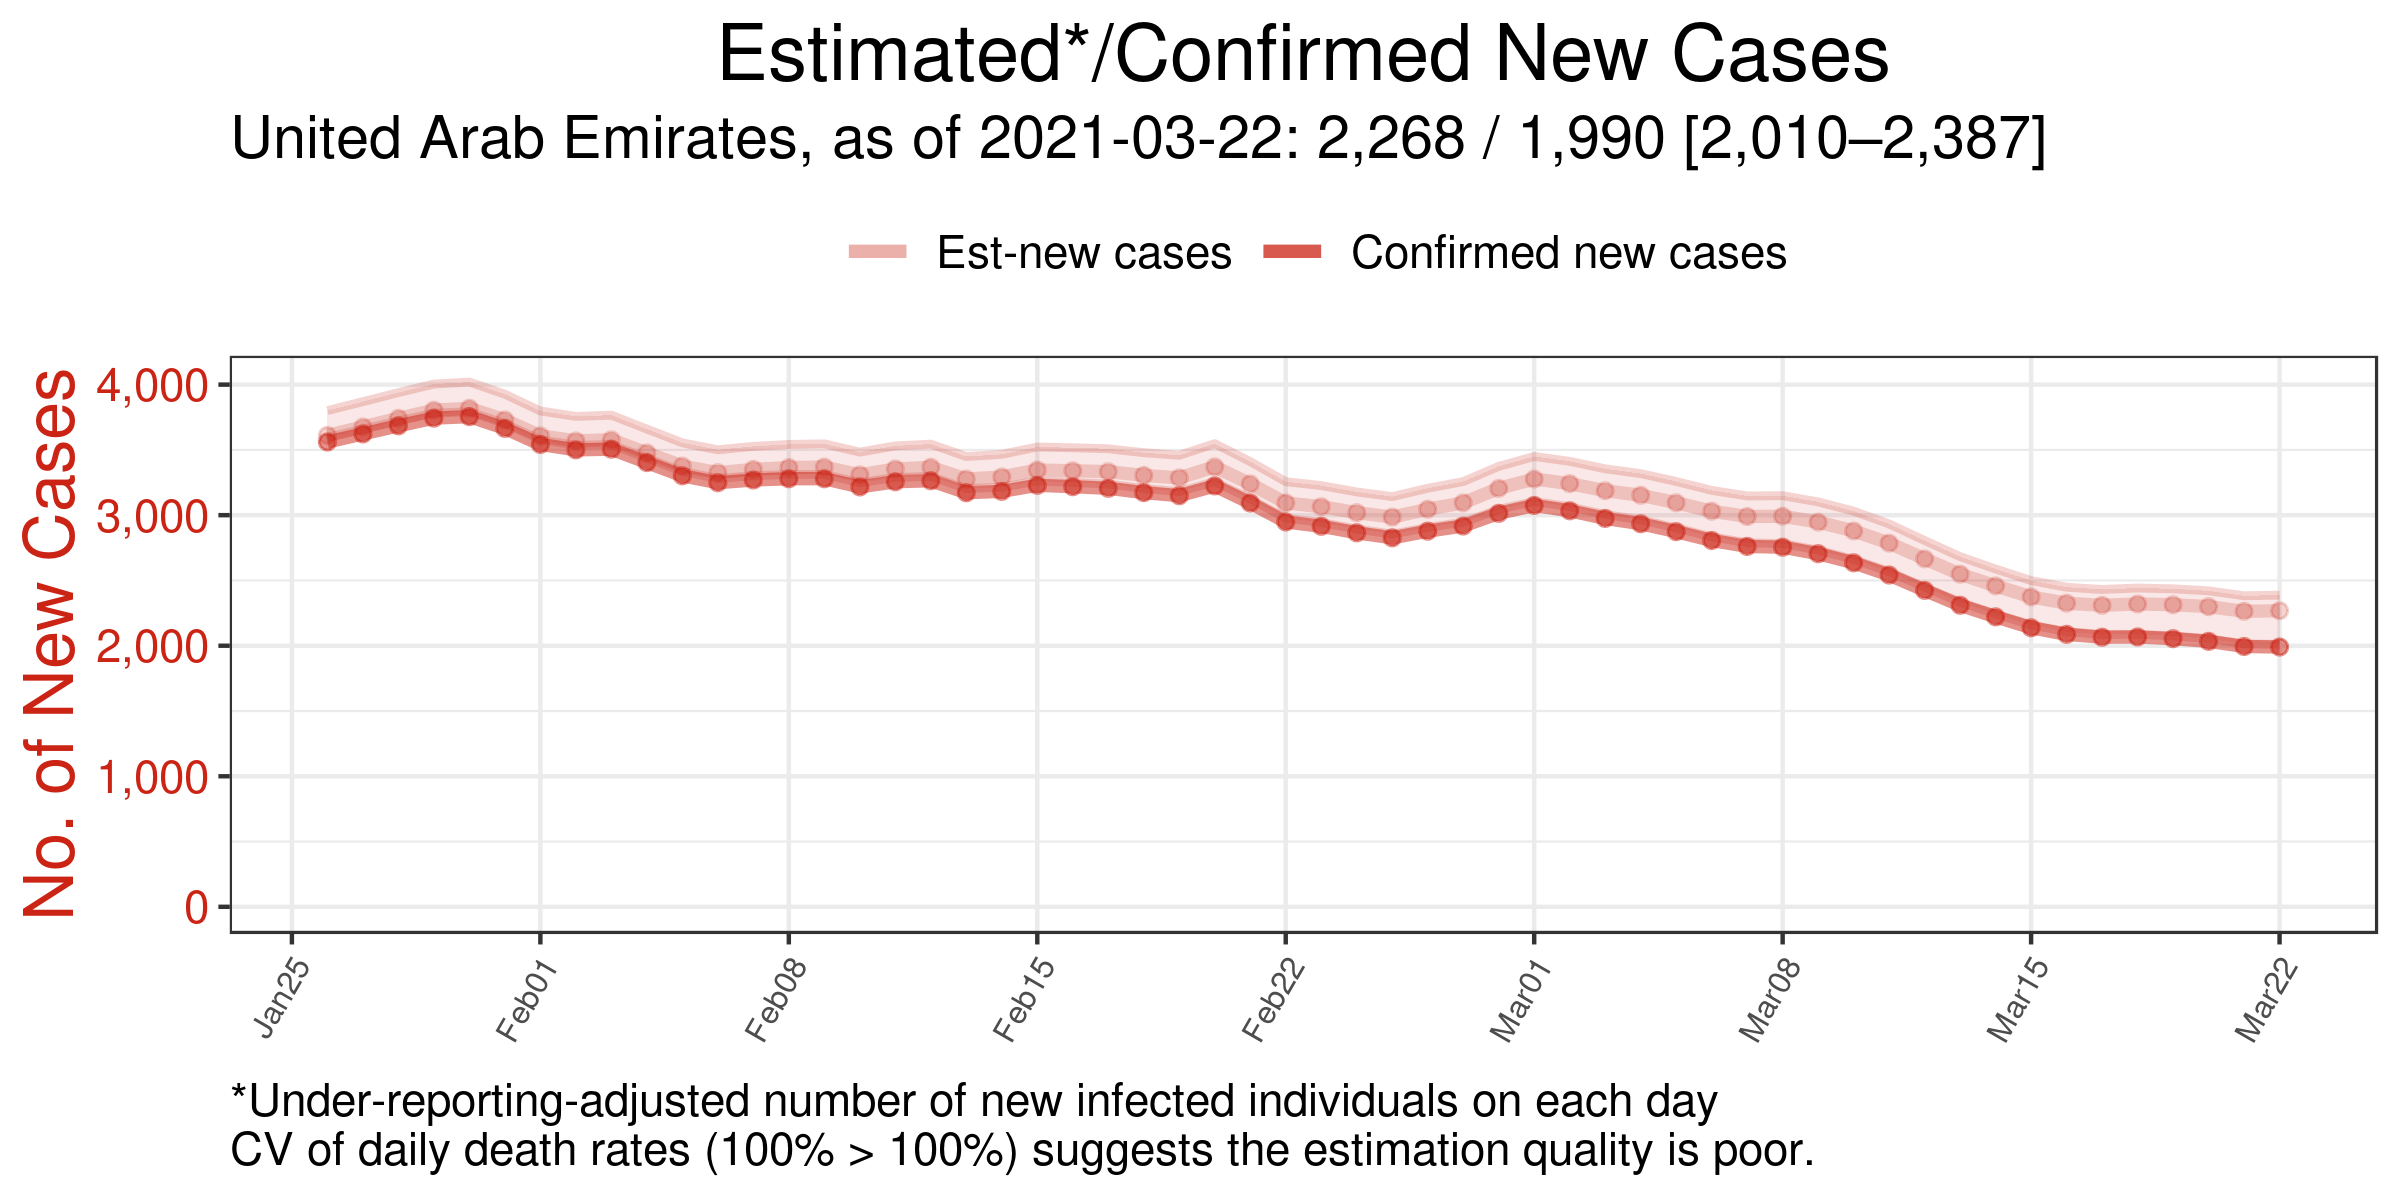 Estimated*/Confirmed New Cases
United Arab Emirates, as of 2021-03-22: 2,268 / 1,990 [2,010–2,387]
Est-new cases Confirmed new cases
No. of New Cases
4,000
3,000
2,000
1,000
0
Jan25 Feb01 Feb08 Feb15 Feb22 Mar01 Mar08 Mar15 Mar22
*Under-reporting-adjusted number of new infected individuals on each day
CV of daily death rates (100% > 100%) suggests the estimation quality is poor.